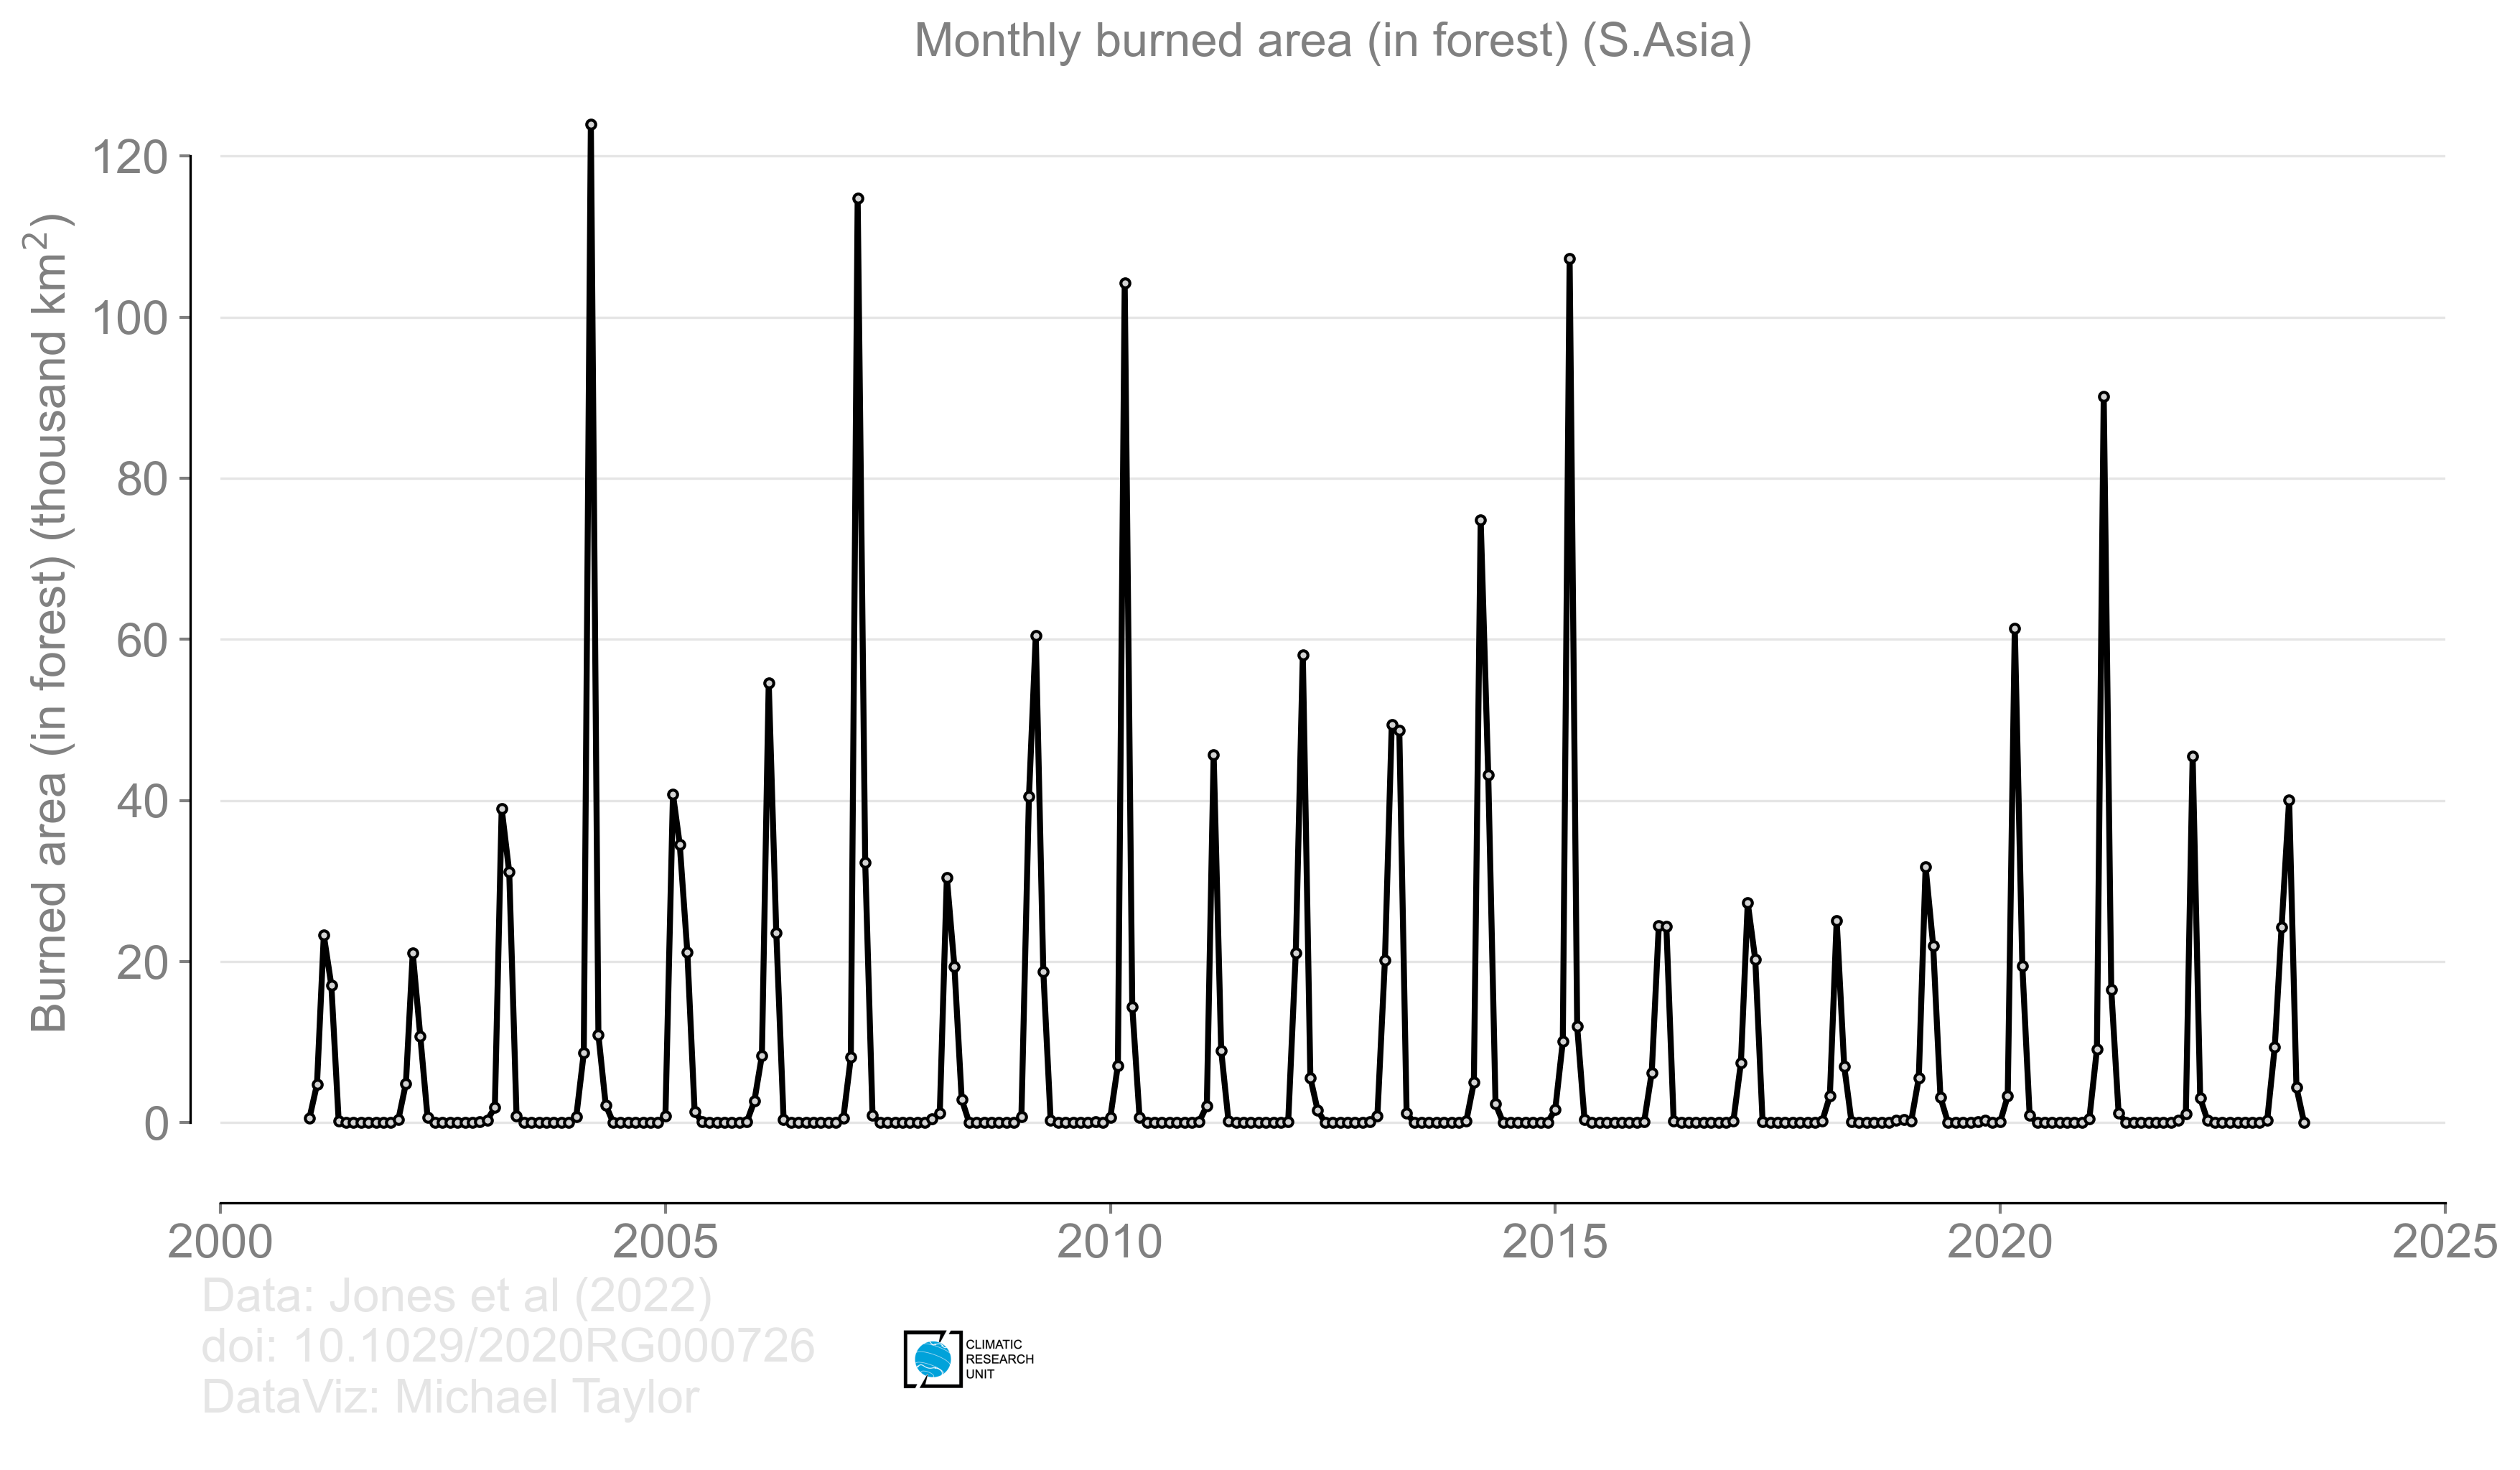 Monthly burned area (in forest) (S.Asia)
Burned area (in forest) (thousand km²)
120
100
80
60
40
20
0
2000 2005 2010 2015 2020 2025
Data: Jones et al (2022)
doi: 10.1029/2020RG000726
DataViz: Michael Taylor
CLIMATIC
RESEARCH
UNIT